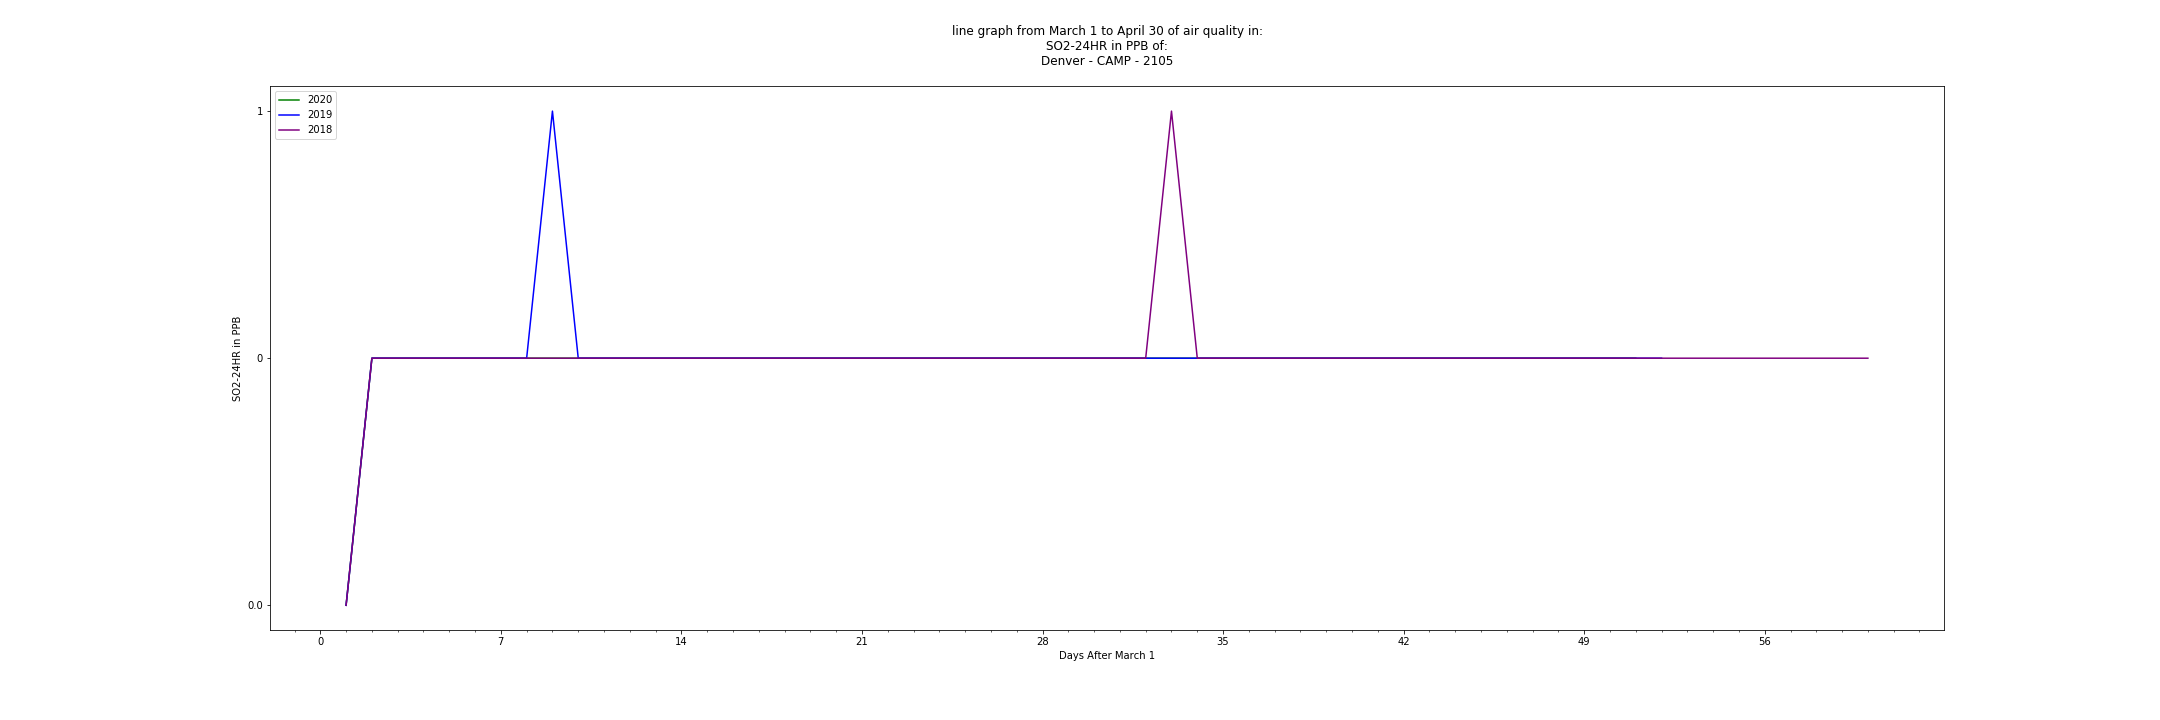 line graph from March 1 to April 30 of air quality in:
SO2-24HR in PPB of:
Denver - CAMP - 2105
2020
2019
2018
1
0
0.0
SO2-24HR in PPB
0 7 14 21 28 35 42 49 56
Days After March 1